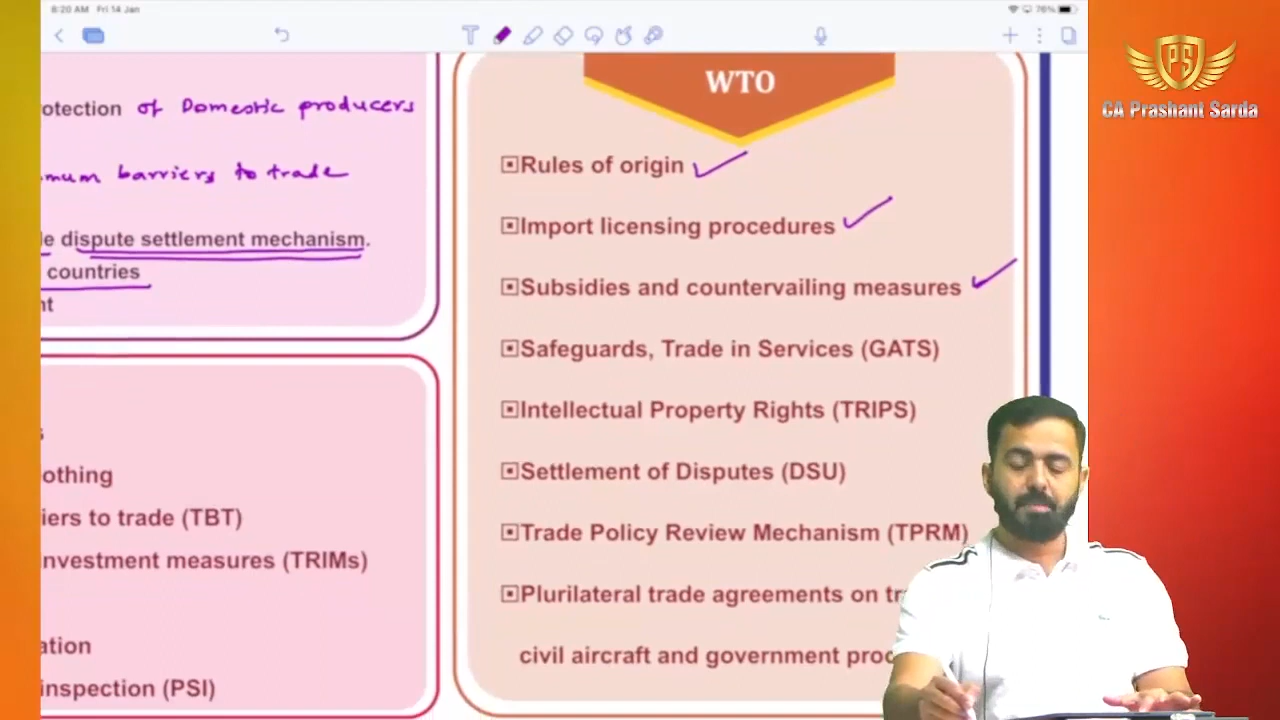 8:20 AM Fri 14 Jan
76%
PS
CA Prashant Sarda
otection of Domestic producers
mum barriers to trade
dispute settlement mechanism.
countries
othing
iers to trade (TBT)
nvestment measures (TRIMs)
ation
inspection (PSI)
WTO
Rules of origin
Import licensing procedures
Subsidies and countervailing measures
Safeguards, Trade in Services (GATS)
Intellectual Property Rights (TRIPS)
Settlement of Disputes (DSU)
Trade Policy Review Mechanism (TPRM)
Plurilateral trade agreements on tr
civil aircraft and government proc